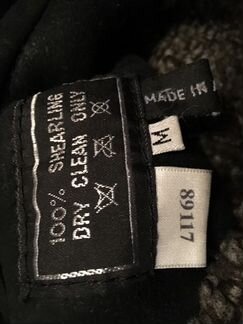 100% SHEARLING
DRY CLEAN ONLY
MADE IN
M
89117